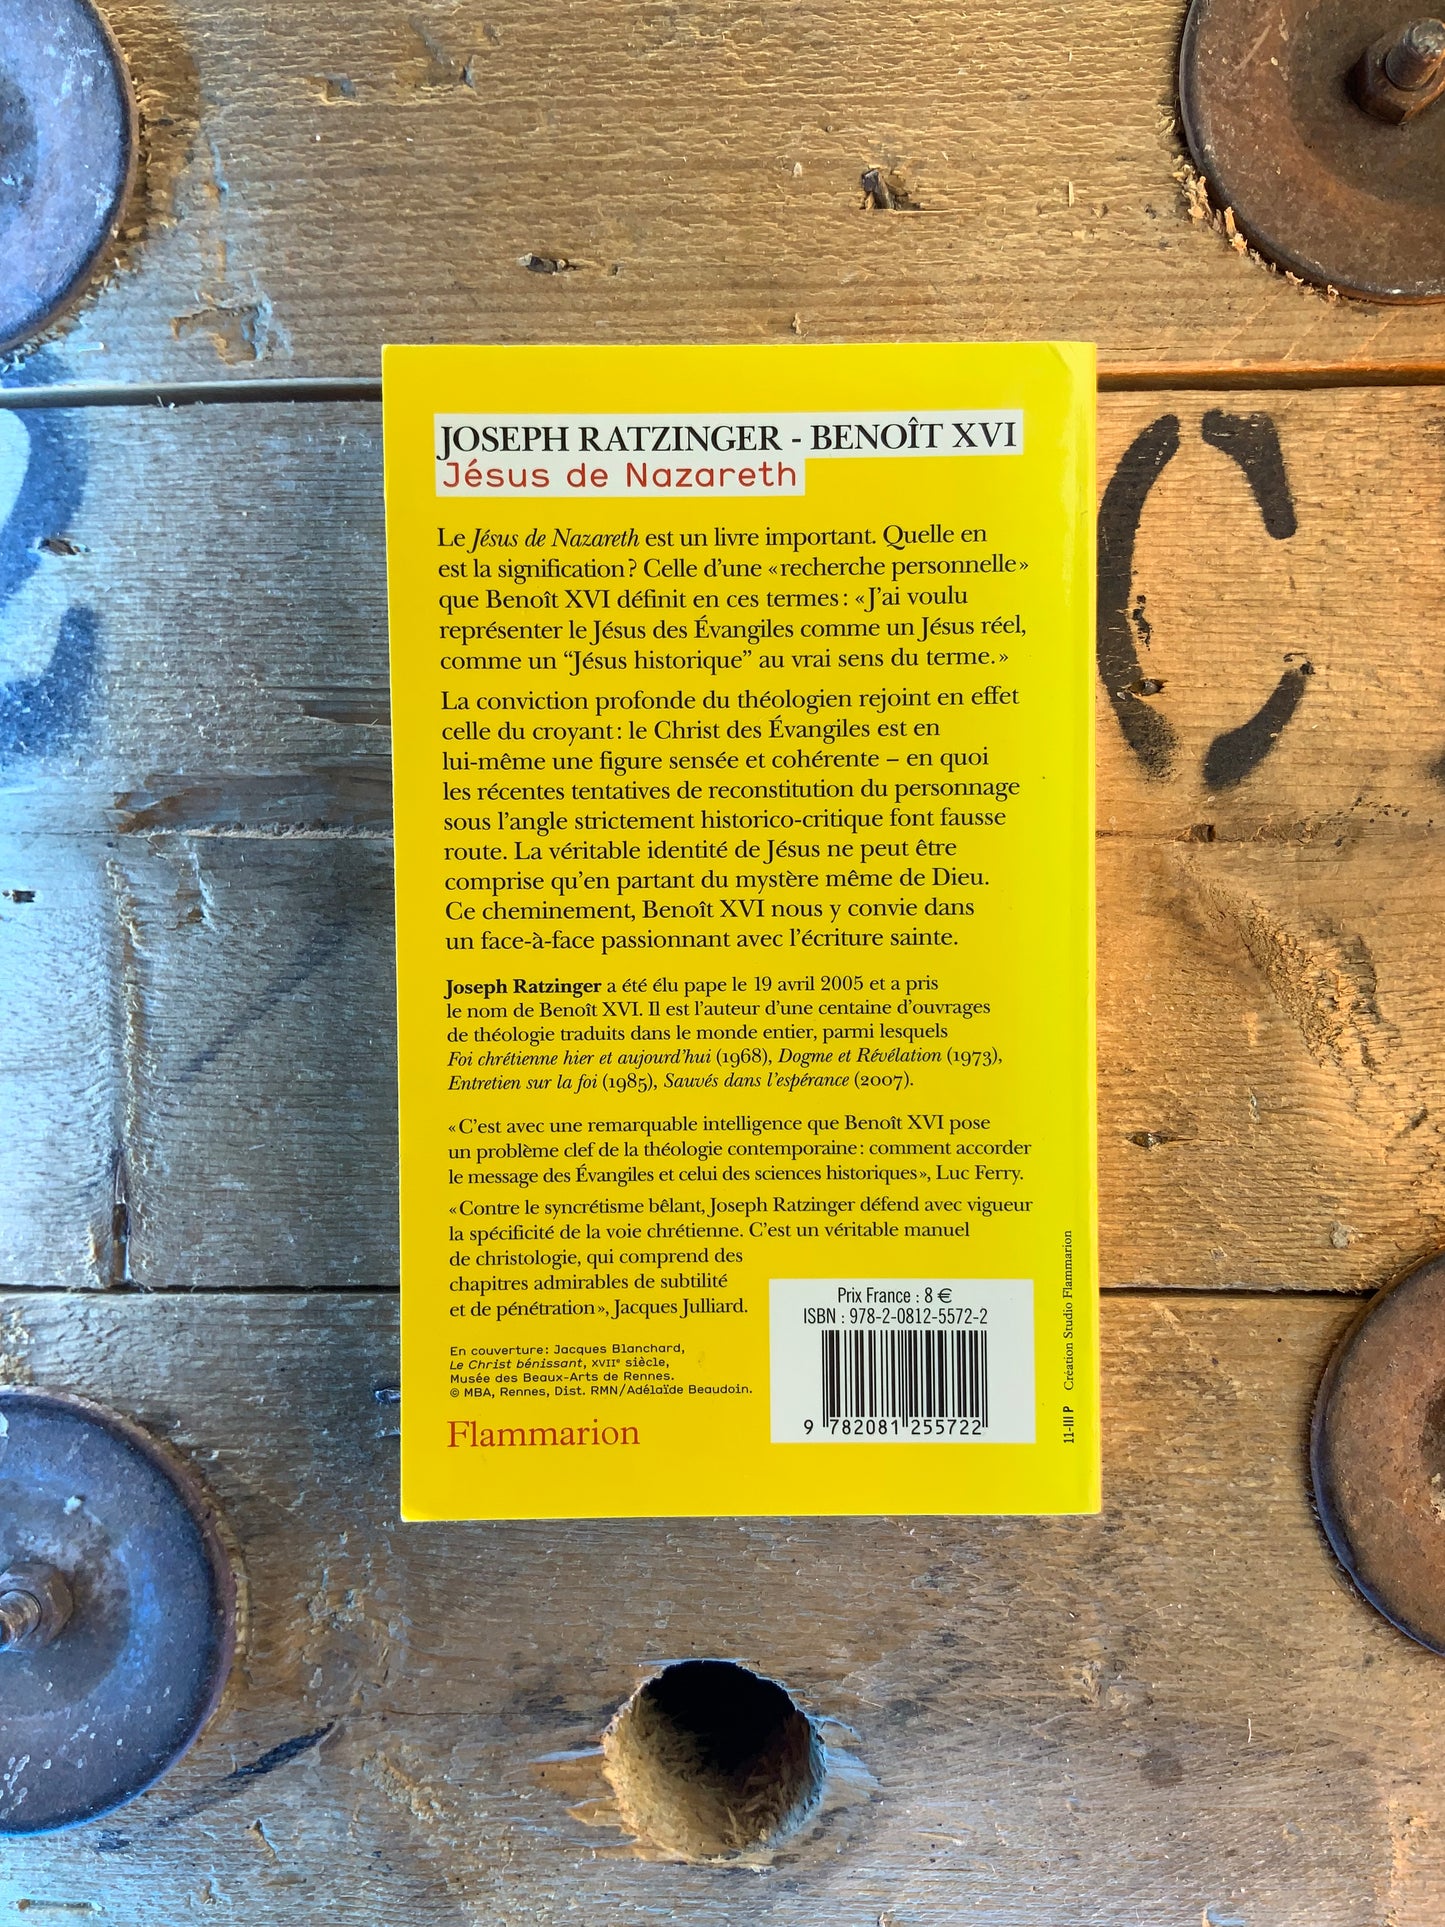 JOSEPH RATZINGER - BENOÎT XVI
Jésus de Nazareth
Le Jésus de Nazareth est un livre important. Quelle en
est la signification? Celle d'une «recherche personnelle»
que Benoît XVI définit en ces termes: «J'ai voulu
représenter le Jésus des Évangiles comme un Jésus réel,
comme un “Jésus historique” au vrai sens du terme.»
La conviction profonde du théologien rejoint en effet
celle du croyant: le Christ des Évangiles est en
lui-même une figure sensée et cohérente – en quoi
les récentes tentatives de reconstitution du personnage
sous l'angle strictement historico-critique font fausse
route. La véritable identité de Jésus ne peut être
comprise qu'en partant du mystère même de Dieu.
Ce cheminement, Benoît XVI nous y convie dans
un face-à-face passionnant avec l'écriture sainte.
Joseph Ratzinger a été élu pape le 19 avril 2005 et a pris
le nom de Benoît XVI. Il est l'auteur d'une centaine d'ouvrages
de théologie traduits dans le monde entier, parmi lesquels
Foi chrétienne hier et aujourd'hui (1968), Dogme et Révélation (1973),
Entretien sur la foi (1985), Sauvés dans l'espérance (2007).
«C'est avec une remarquable intelligence que Benoît XVI pose
un problème clef de la théologie contemporaine: comment accorder
le message des Évangiles et celui des sciences historiques», Luc Ferry.
«Contre le syncrétisme bêlant, Joseph Ratzinger défend avec vigueur
la spécificité de la voie chrétienne. C'est un véritable manuel
de christologie, qui comprend des
chapitres admirables de subtilité
et de pénétration», Jacques Julliard.
En couverture: Jacques Blanchard,
Le Christ bénissant, XVIIe siècle,
Musée des Beaux-Arts de Rennes.
© MBA, Rennes, Dist. RMN/Adélaïde Beaudoin.
Flammarion
Prix France : 8 €
ISBN : 978-2-0812-5572-2
9 782081 255722
11-III P Création Studio Flammarion
C